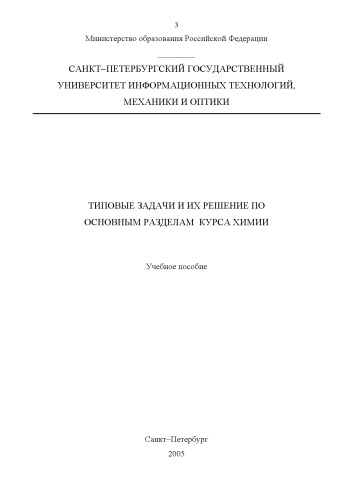 3
Министерство образования Российской Федерации
САНКТ–ПЕТЕРБУРГСКИЙ ГОСУДАРСТВЕННЫЙ
УНИВЕРСИТЕТ ИНФОРМАЦИОННЫХ ТЕХНОЛОГИЙ,
МЕХАНИКИ И ОПТИКИ
ТИПОВЫЕ ЗАДАЧИ И ИХ РЕШЕНИЕ ПО
ОСНОВНЫМ РАЗДЕЛАМ КУРСА ХИМИИ
Учебное пособие
Санкт–Петербург
2005